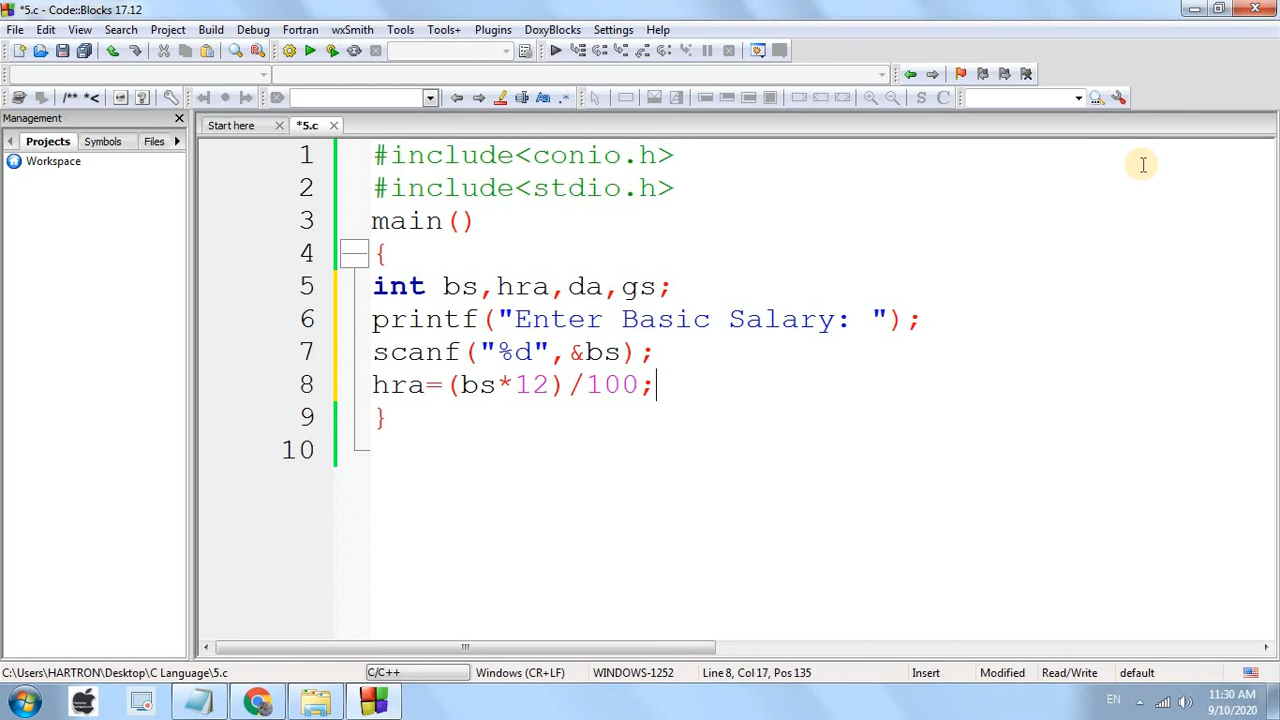 *5.c - Code::Blocks 17.12
File Edit View Search Project Build Debug Fortran wxSmith Tools Tools+ Plugins DoxyBlocks Settings Help
/** *<
S C
Management
Start here *5.c
Projects Symbols Files
Workspace
1 #include<conio.h>
2 #include<stdio.h>
3 main()
4 {
5 int bs,hra,da,gs;
6 printf("Enter Basic Salary: ");
7 scanf("%d",&bs);
8 hra=(bs*12)/100;
9 }
10
C:\Users\HARTRON\Desktop\C Language\5.c C/C++ Windows (CR+LF) WINDOWS-1252 Line 8, Col 17, Pos 135 Insert Modified Read/Write default
EN 11:30 AM
9/10/2020